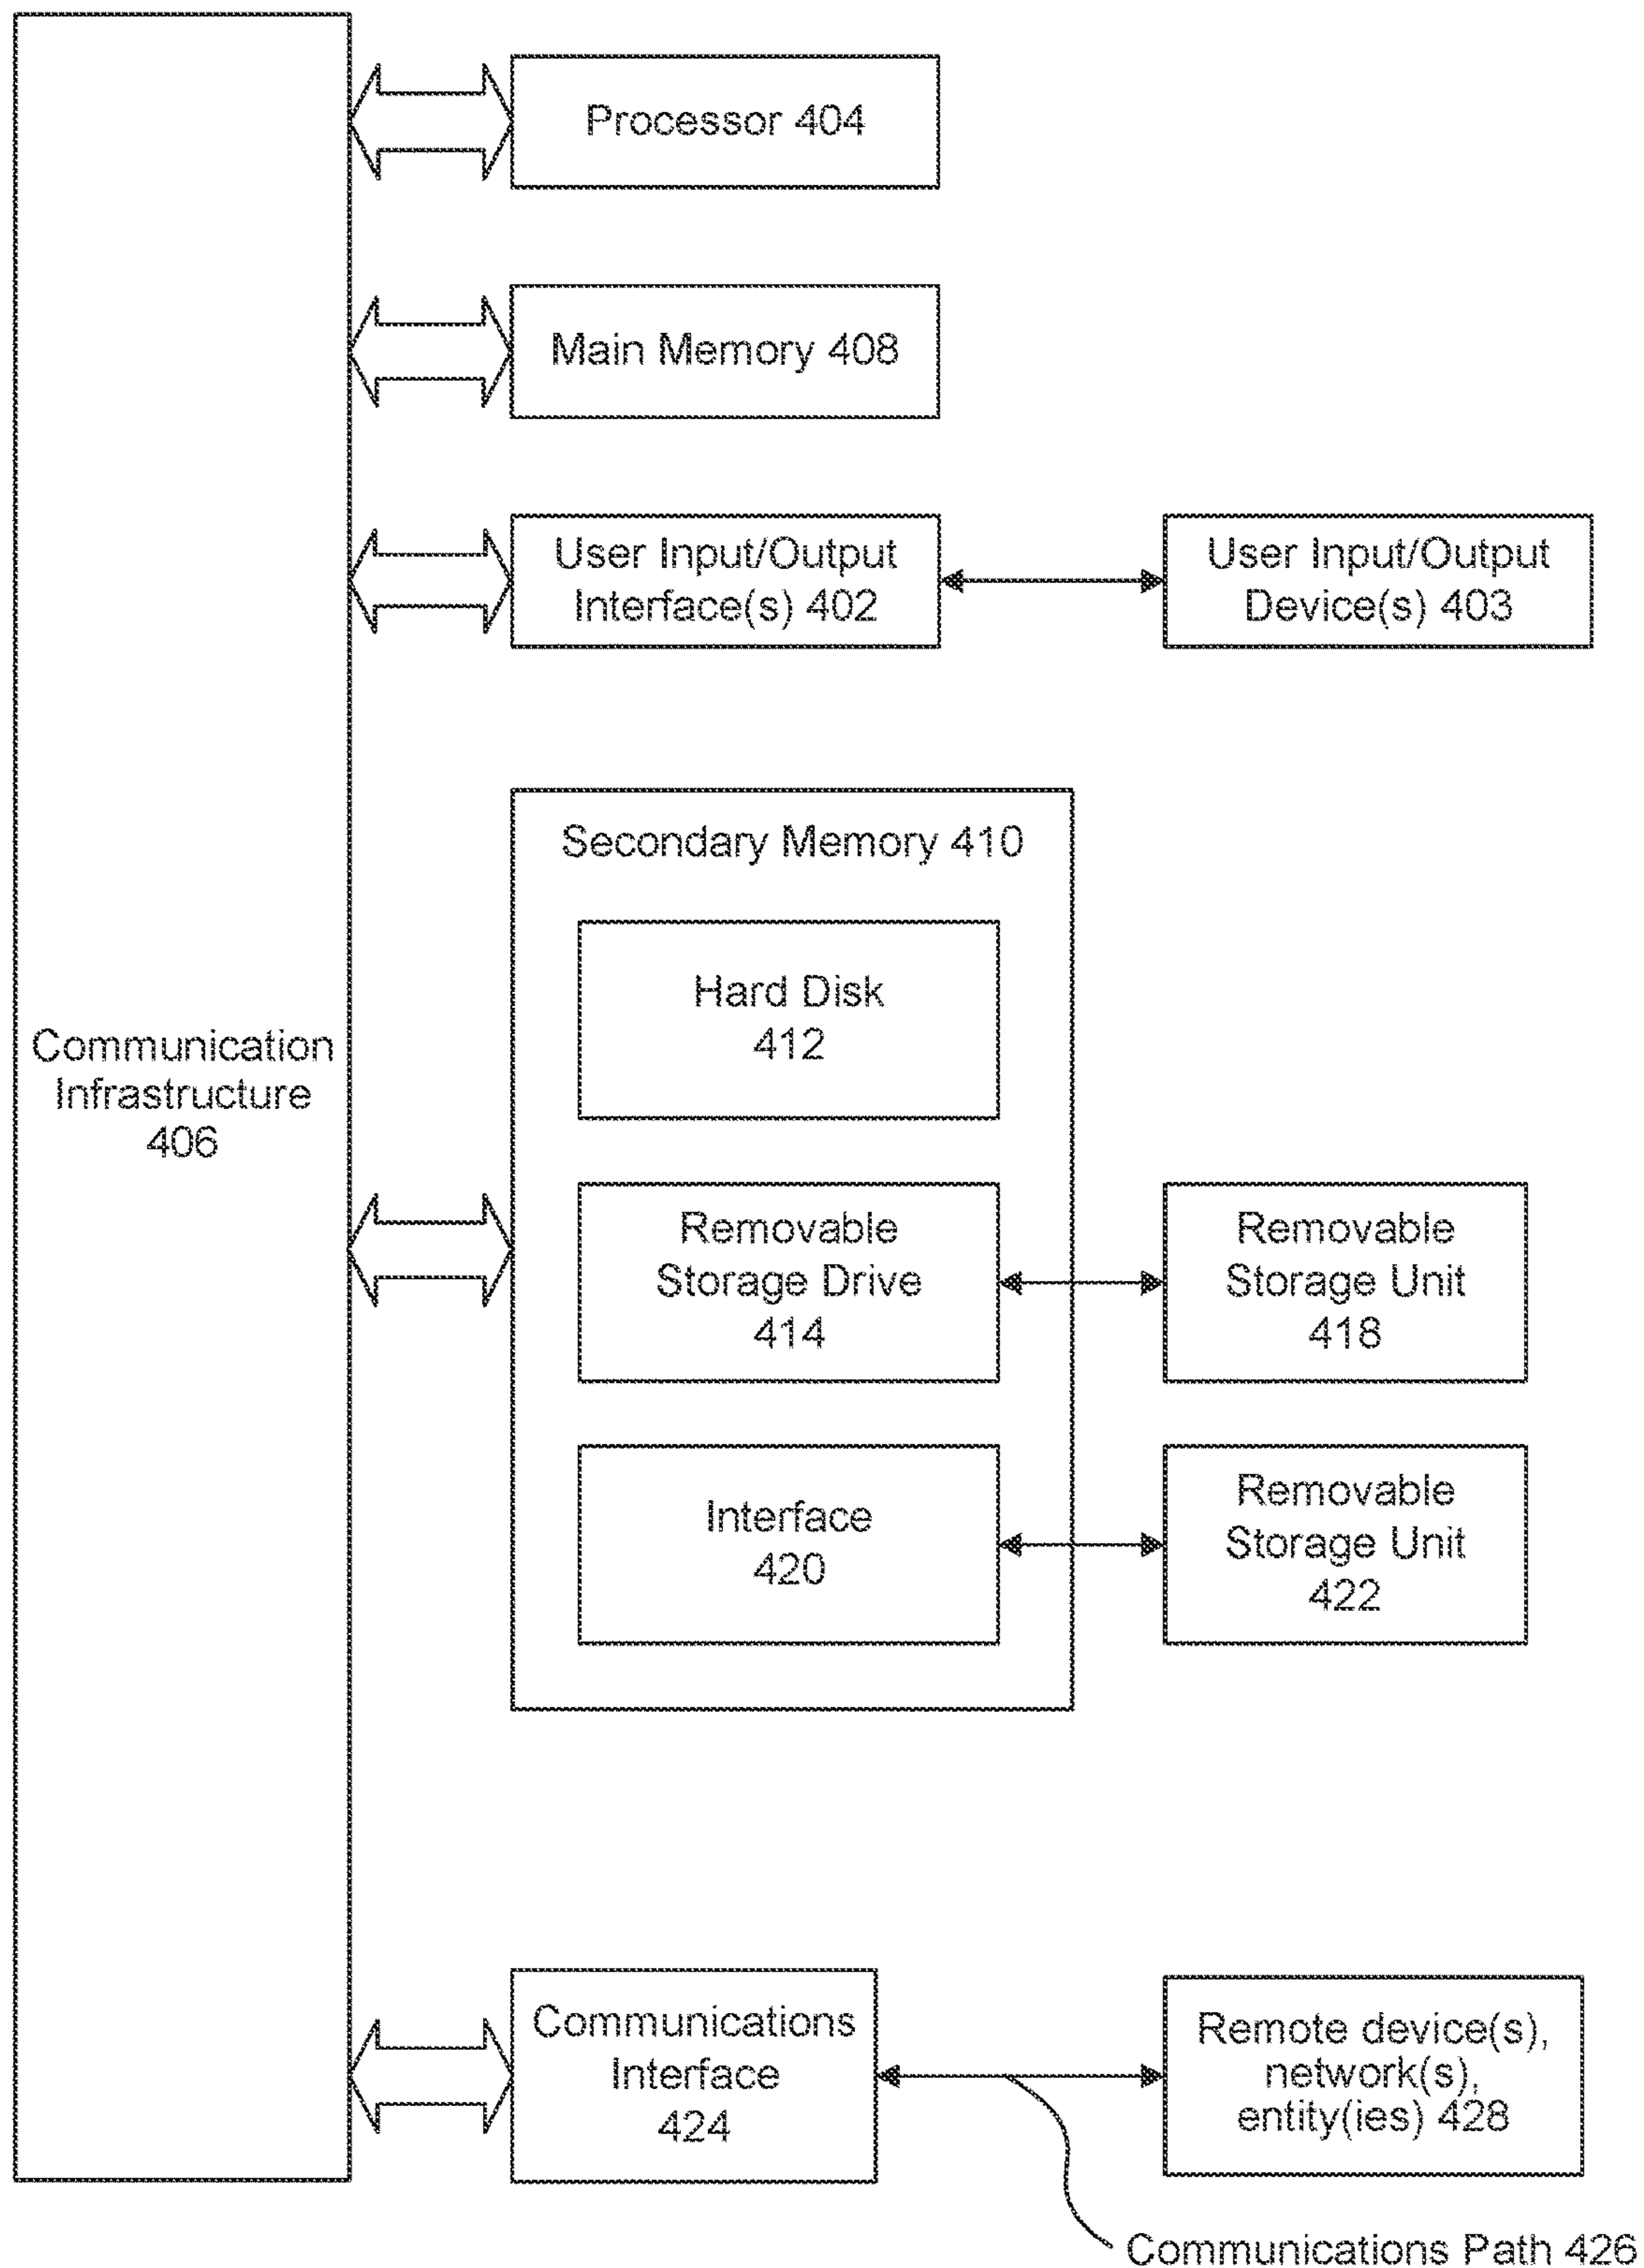 Processor 404
Main Memory 408
User Input/Output
Interface(s) 402
User Input/Output
Device(s) 403
Communication
Infrastructure
406
Secondary Memory 410
Hard Disk
412
Removable
Storage Drive
414
Removable
Storage Unit
418
Interface
420
Removable
Storage Unit
422
Communications
Interface
424
Remote device(s),
network(s),
entity(ies) 428
Communications Path 426